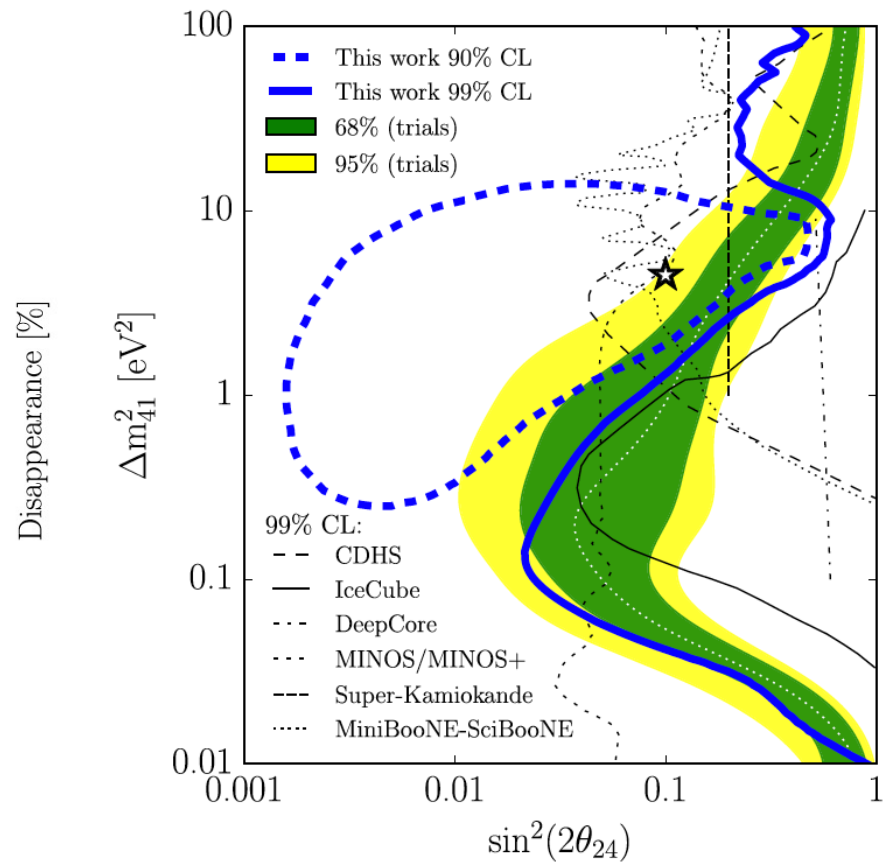 Disappearance [%]
Δm²₄₁ [eV²]
100
10
1
0.1
0.01
This work 90% CL
This work 99% CL
68% (trials)
95% (trials)
99% CL:
CDHS
IceCube
DeepCore
MINOS/MINOS+
Super-Kamiokande
MiniBooNE-SciBooNE
0.001
0.01
0.1
1
sin²(2θ₂₄)